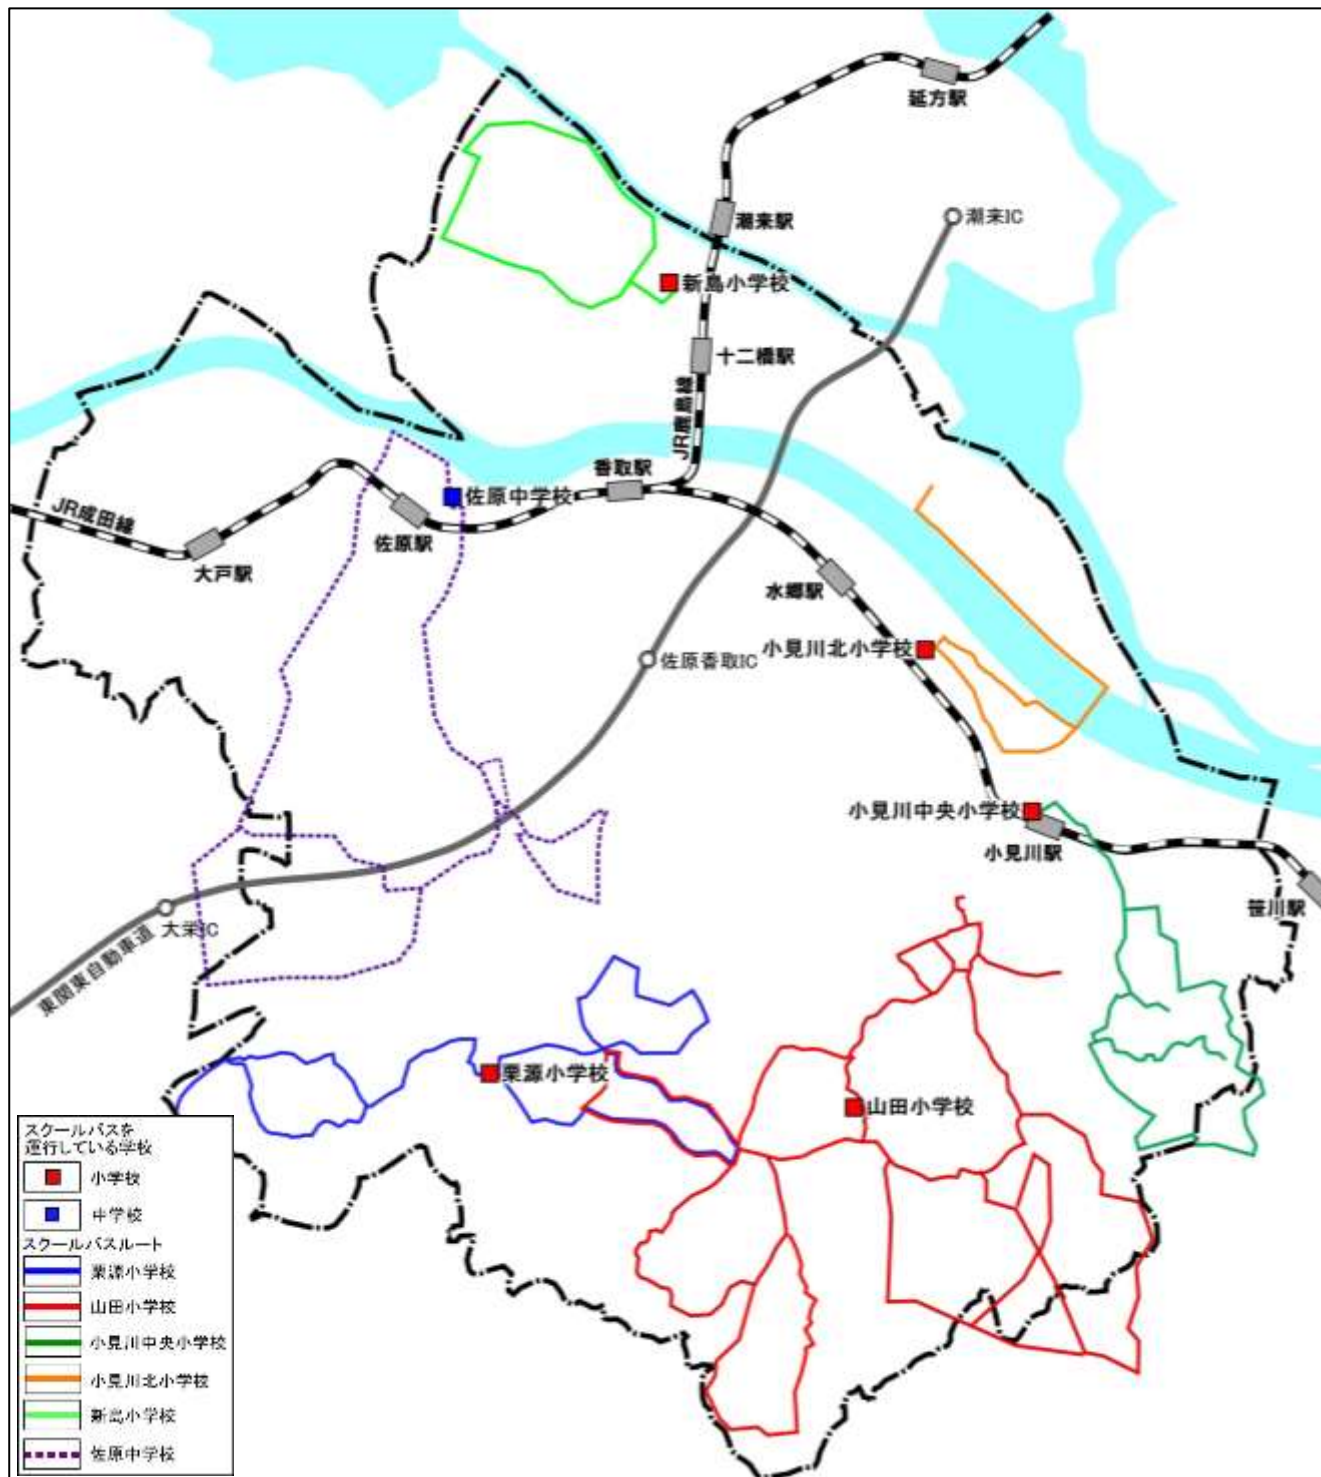 延方駅
潮来駅
潮来IC
新島小学校
十二橋駅
JR鹿島線
香取駅
佐原中学校
JR成田線
佐原駅
大戸駅
水郷駅
小見川北小学校
佐原香取IC
小見川中央小学校
小見川駅
笹川駅
大栄IC
東関東自動車道
栗源小学校
山田小学校
スクールバスを
運行している学校
小学校
中学校
スクールバスルート
栗源小学校
山田小学校
小見川中央小学校
小見川北小学校
新島小学校
佐原中学校